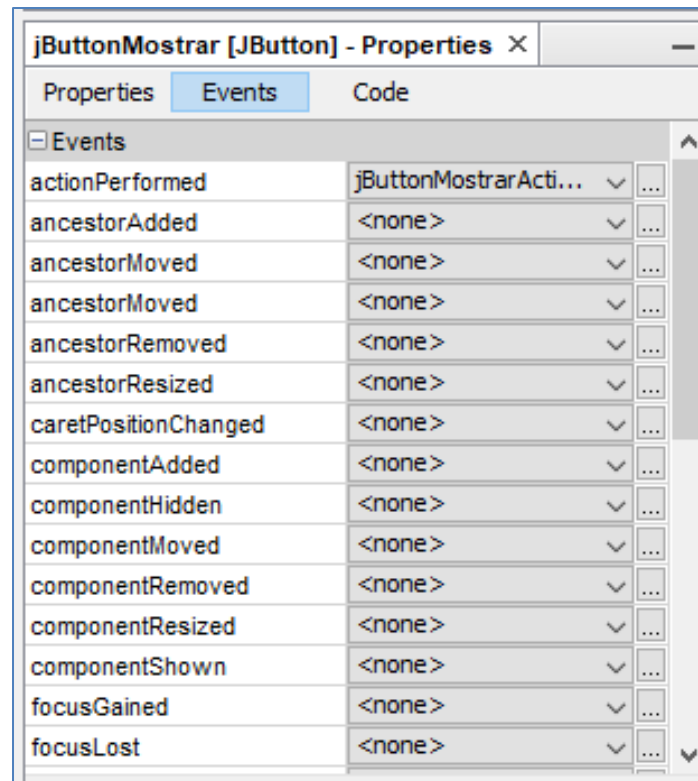 jButtonMostrar [JButton] - Properties ×
Properties Events Code
Events
actionPerformed jButtonMostrarActi... ...
ancestorAdded <none> ...
ancestorMoved <none> ...
ancestorMoved <none> ...
ancestorRemoved <none> ...
ancestorResized <none> ...
caretPositionChanged <none> ...
componentAdded <none> ...
componentHidden <none> ...
componentMoved <none> ...
componentRemoved <none> ...
componentResized <none> ...
componentShown <none> ...
focusGained <none> ...
focusLost <none> ...